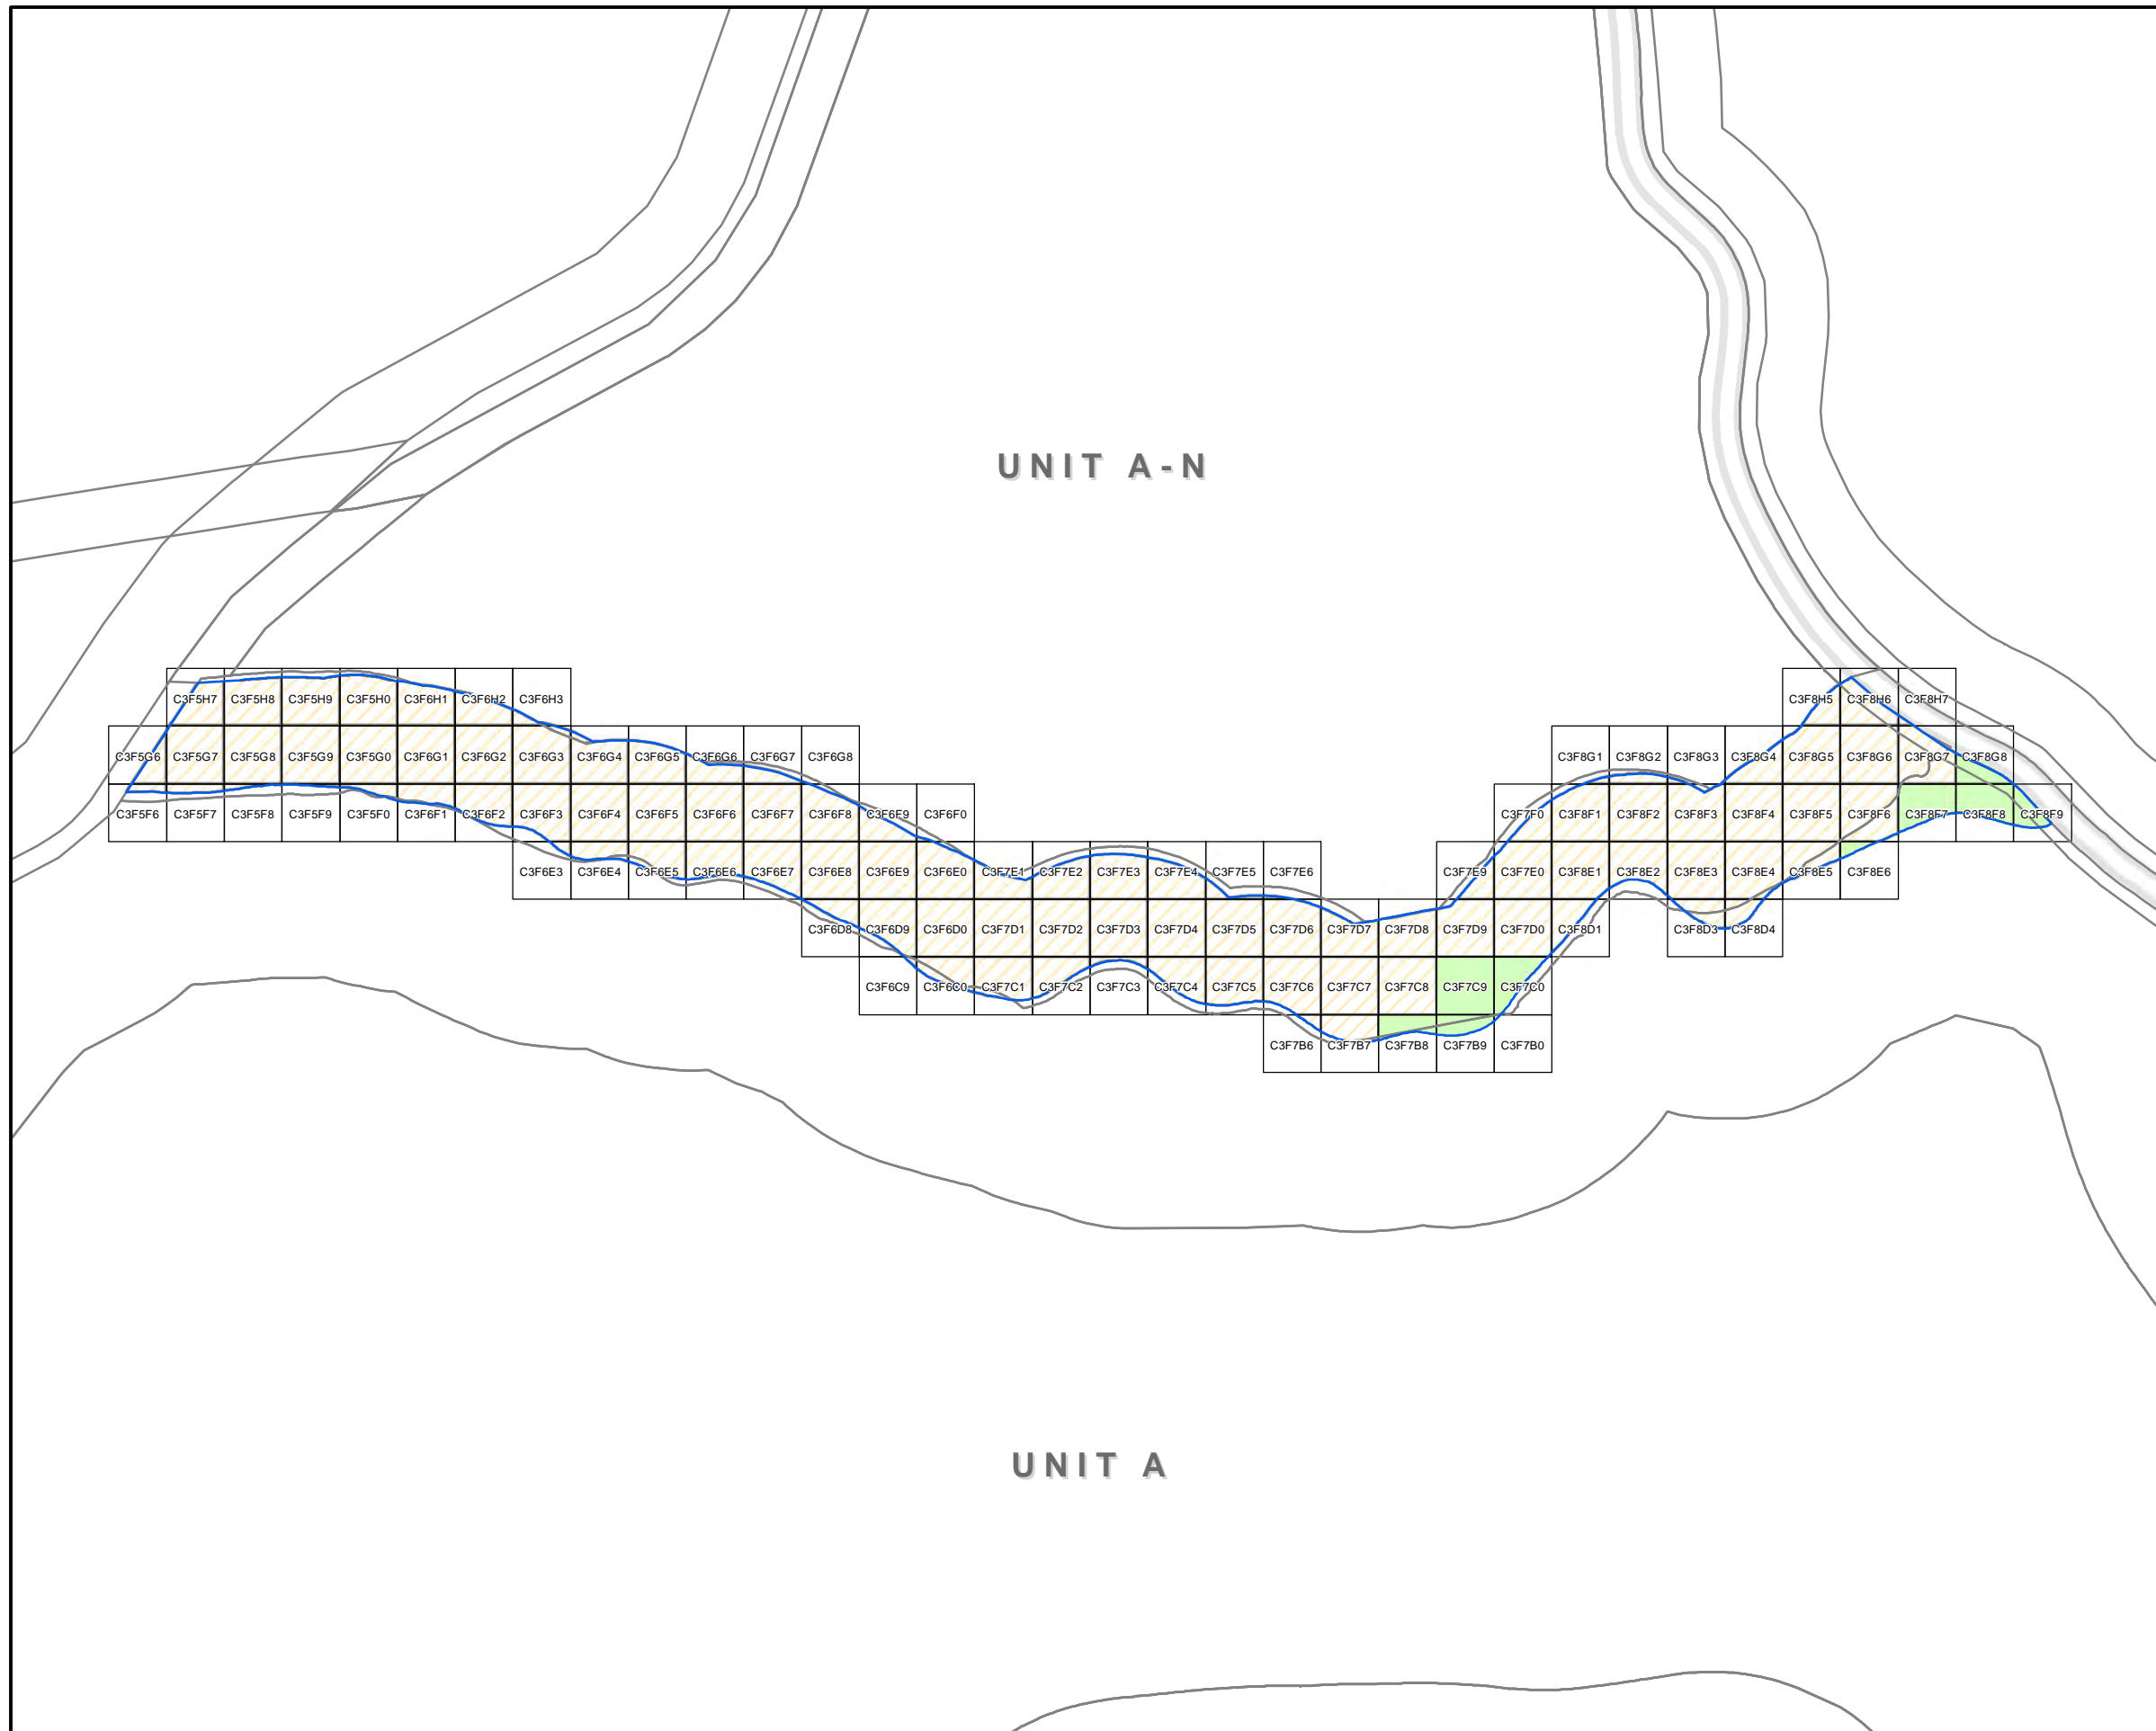 UNIT A-N
C3F5H7 C3F5H8 C3F5H9 C3F5H0 C3F6H1 C3F6H2 C3F6H3 C3F8H5 C3F8H6 C3F8H7
C3F5G6 C3F5G7 C3F5G8 C3F5G9 C3F5G0 C3F6G1 C3F6G2 C3F6G3 C3F6G4 C3F6G5 C3F6G6 C3F6G7 C3F6G8 C3F8G1 C3F8G2 C3F8G3 C3F8G4 C3F8G5 C3F8G6 C3F8G7 C3F8G8
C3F5F6 C3F5F7 C3F5F8 C3F5F9 C3F5F0 C3F6F1 C3F6F2 C3F6F3 C3F6F4 C3F6F5 C3F6F6 C3F6F7 C3F6F8 C3F6F9 C3F6F0 C3F7F0 C3F8F1 C3F8F2 C3F8F3 C3F8F4 C3F8F5 C3F8F6 C3F8F7 C3F8F8 C3F8F9
C3F6E3 C3F6E4 C3F6E5 C3F6E6 C3F6E7 C3F6E8 C3F6E9 C3F6E0 C3F7E1 C3F7E2 C3F7E3 C3F7E4 C3F7E5 C3F7E6 C3F7E9 C3F7E0 C3F8E1 C3F8E2 C3F8E3 C3F8E4 C3F8E5 C3F8E6
C3F6D8 C3F6D9 C3F6D0 C3F7D1 C3F7D2 C3F7D3 C3F7D4 C3F7D5 C3F7D6 C3F7D7 C3F7D8 C3F7D9 C3F7D0 C3F8D1 C3F8D3 C3F8D4
C3F6C9 C3F6C0 C3F7C1 C3F7C2 C3F7C3 C3F7C4 C3F7C5 C3F7C6 C3F7C7 C3F7C8 C3F7C9 C3F7C0
C3F7B6 C3F7B7 C3F7B8 C3F7B9 C3F7B0
UNIT A